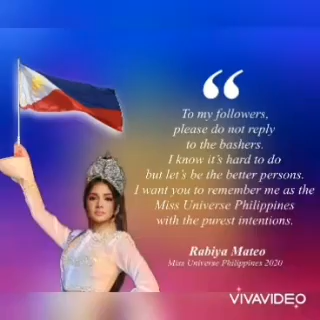 “
To my followers,
please do not reply
to the bashers.
I know it's hard to do
but let's be the better persons.
I want you to remember me as the
Miss Universe Philippines
with the purest intentions.
Rabiya Mateo
Miss Universe Philippines 2020
VIVAVIDEO